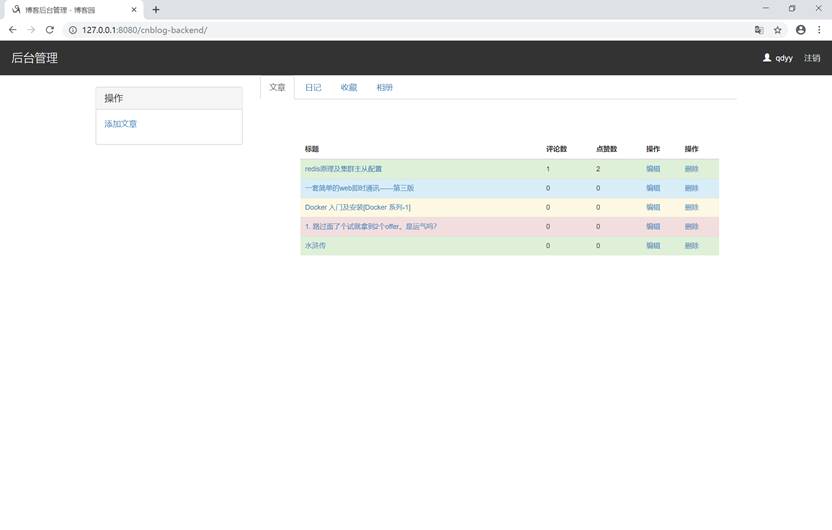 博客后台管理 - 博客园
127.0.0.1:8080/cnblog-backend/
后台管理
qdyy 注销
操作
添加文章
文章 日记 收藏 相册
标题 评论数 点赞数 操作 操作
redis原理及集群主从配置 1 2 编辑 删除
一套简单的web即时通讯——第三版 0 0 编辑 删除
Docker 入门及安装[Docker 系列-1] 0 0 编辑 删除
1. 路过面了个试就拿到2个offer。是运气吗? 0 0 编辑 删除
水浒传 0 0 编辑 删除